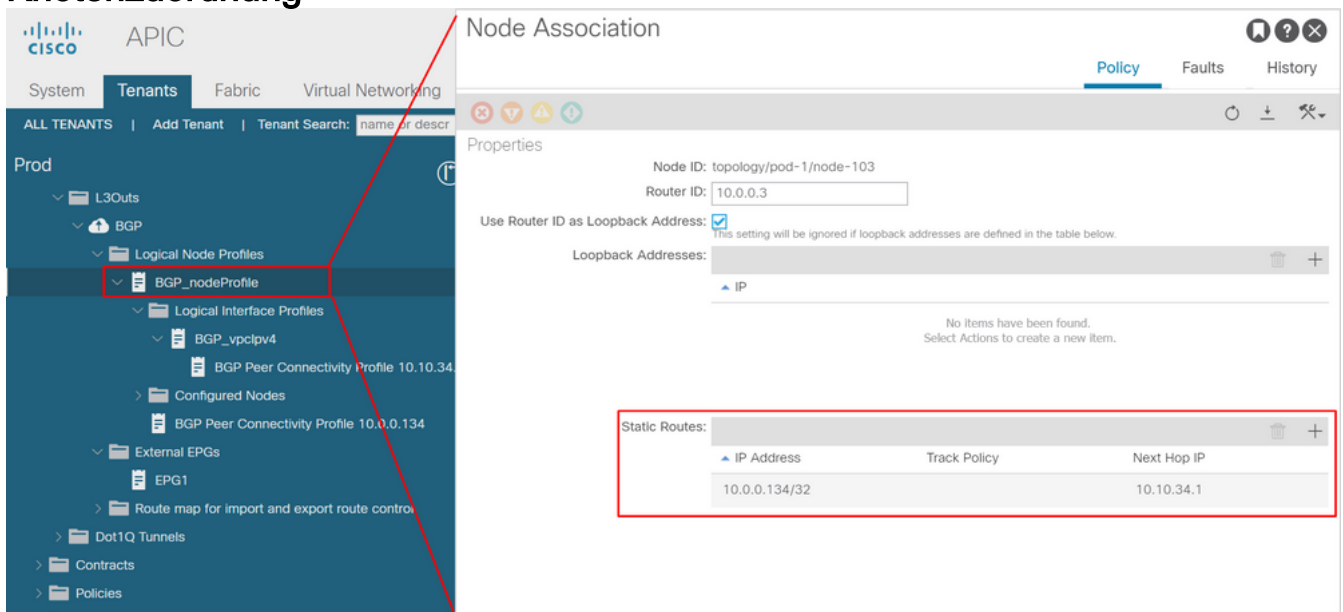 Knotenzuordnung
CISCO APIC
System Tenants Fabric Virtual Networking
ALL TENANTS | Add Tenant | Tenant Search: name or descr
Prod
L3Outs
BGP
Logical Node Profiles
BGP_nodeProfile
Logical Interface Profiles
BGP_vpcIpv4
BGP Peer Connectivity Profile 10.10.34.
Configured Nodes
BGP Peer Connectivity Profile 10.0.0.134
External EPGs
EPG1
Route map for import and export route control
Dot1Q Tunnels
Contracts
Policies
Node Association
Policy Faults History
Properties
Node ID: topology/pod-1/node-103
Router ID: 10.0.0.3
Use Router ID as Loopback Address:
This setting will be ignored if loopback addresses are defined in the table below.
Loopback Addresses:
IP
No items have been found.
Select Actions to create a new item.
Static Routes:
IP Address Track Policy Next Hop IP
10.0.0.134/32 10.10.34.1